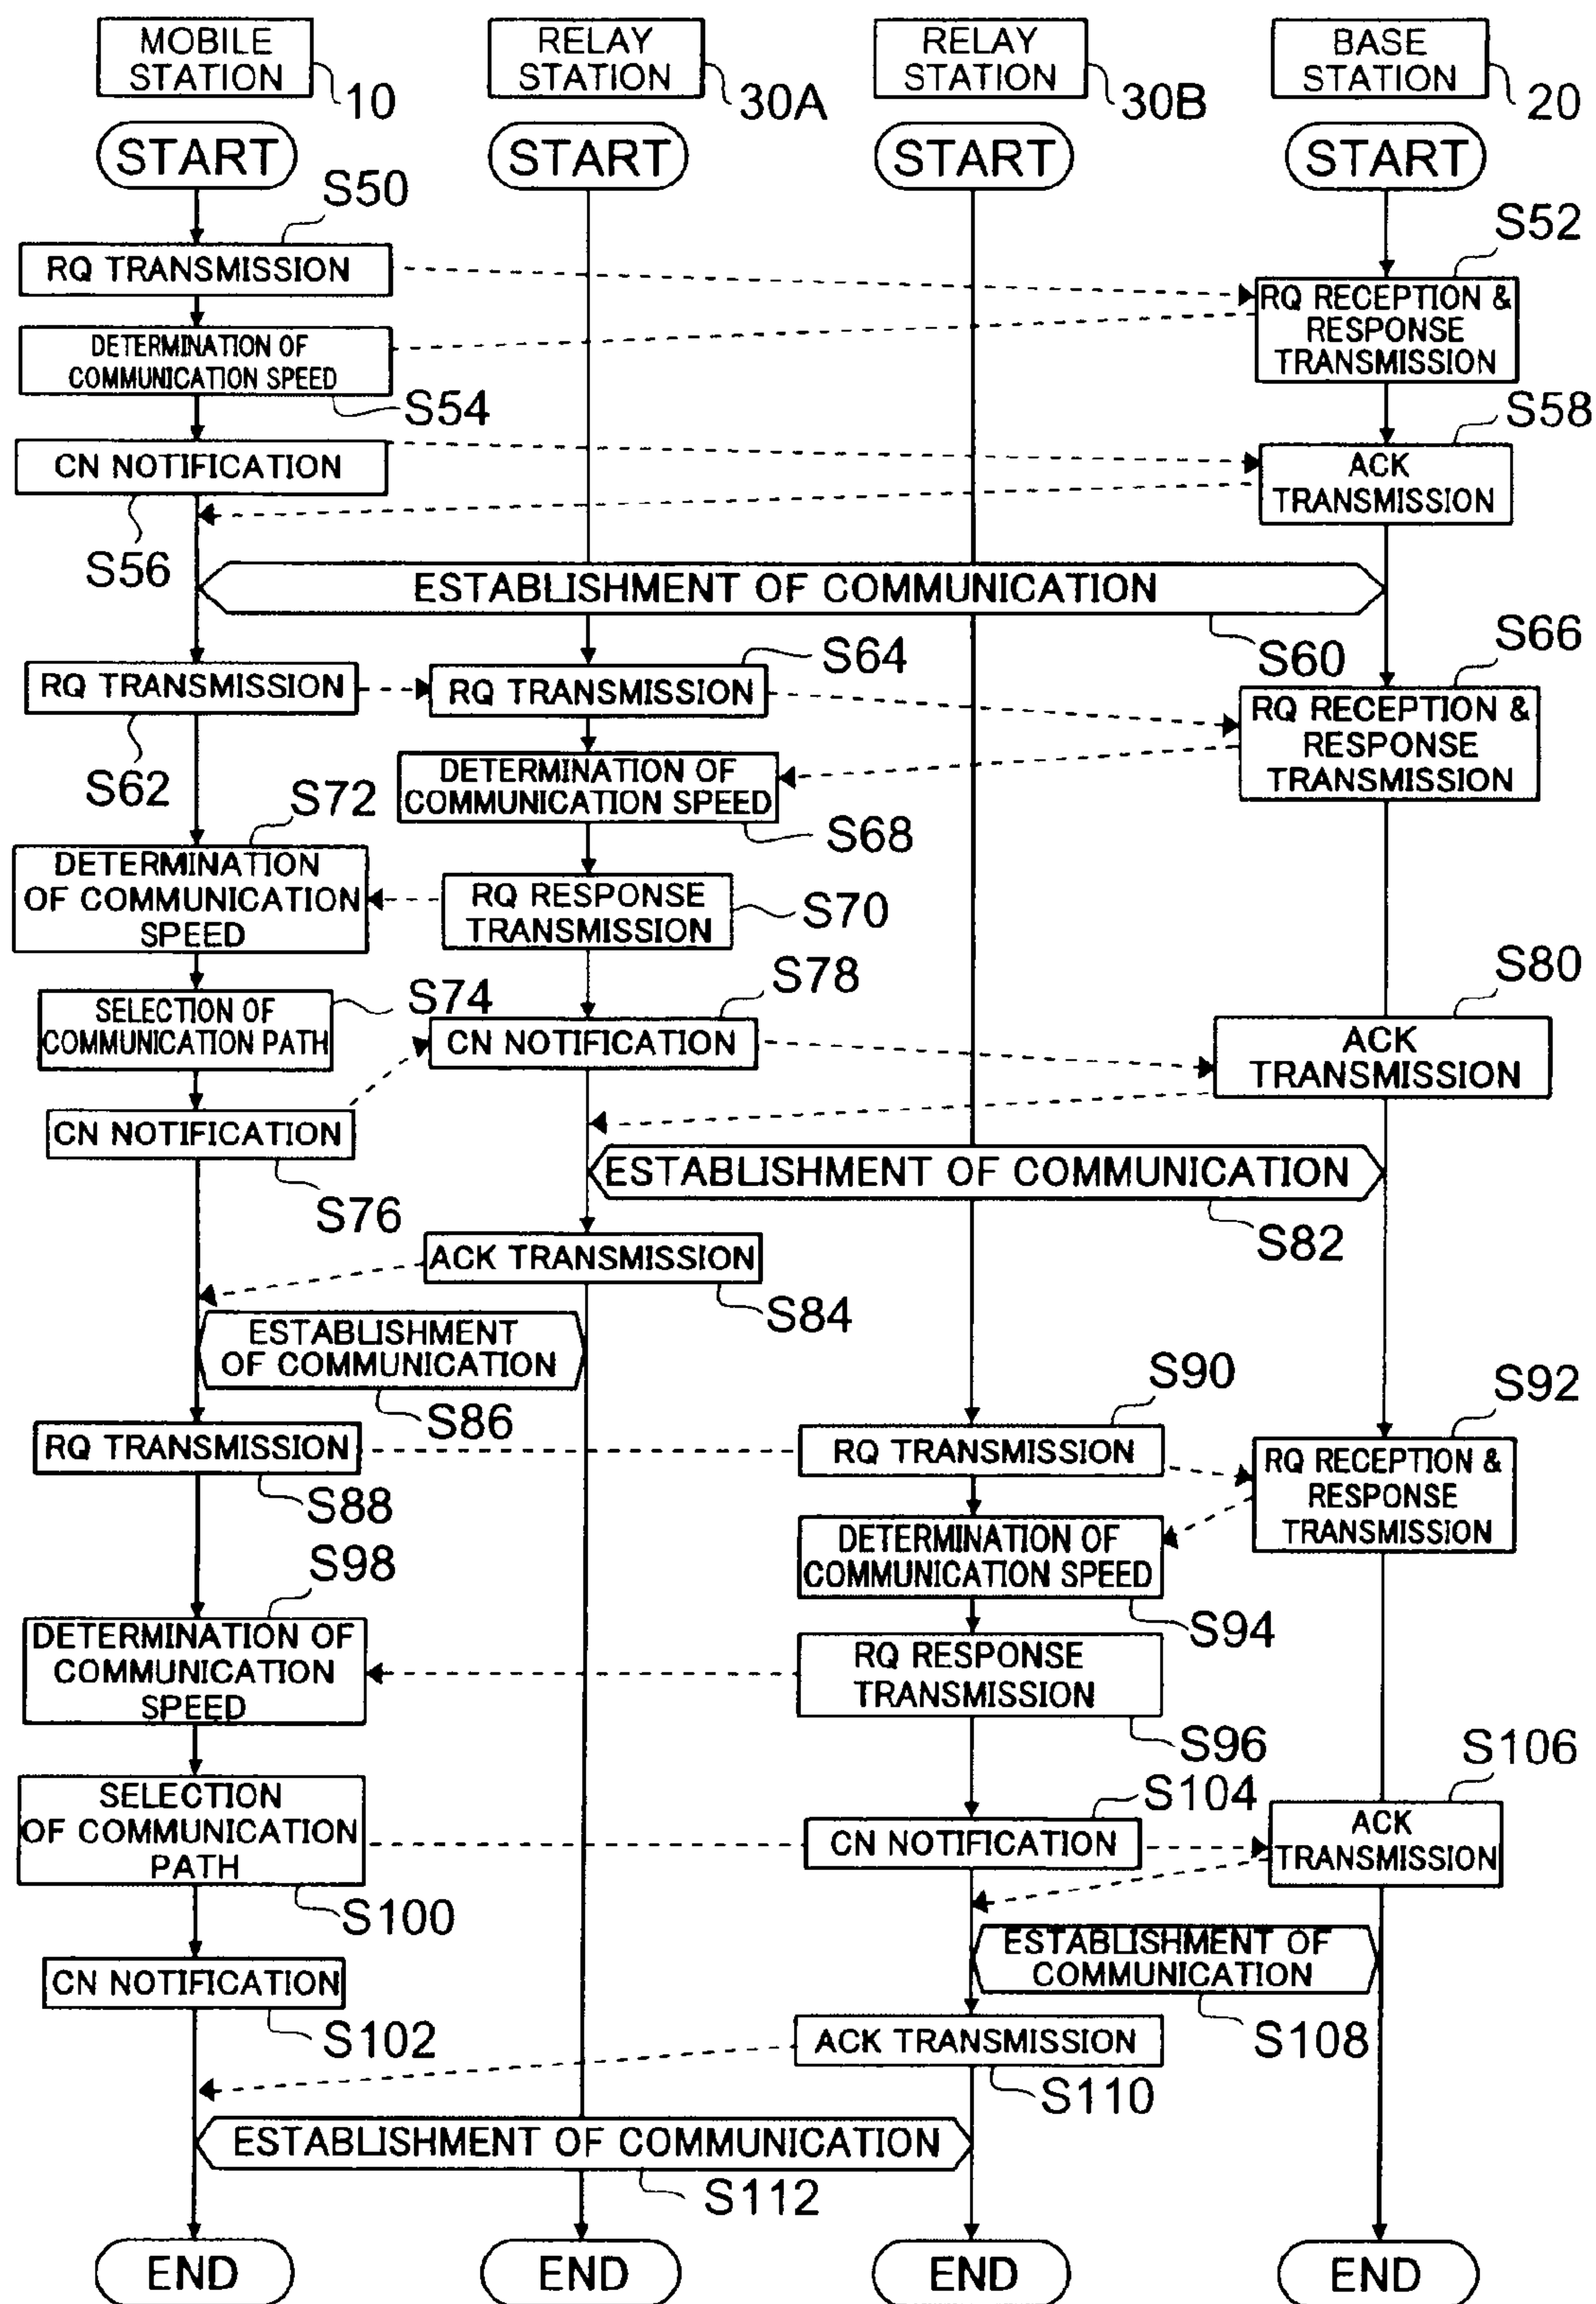 MOBILE
STATION
10
RELAY
STATION
30A
RELAY
STATION
30B
BASE
STATION
20
START
START
START
START
S50
RQ TRANSMISSION
S52
RQ RECEPTION &
RESPONSE
TRANSMISSION
DETERMINATION OF
COMMUNICATION SPEED
S54
CN NOTIFICATION
S56
S58
ACK
TRANSMISSION
ESTABLISHMENT OF COMMUNICATION
S60
RQ TRANSMISSION
S62
S64
RQ TRANSMISSION
S66
RQ RECEPTION &
RESPONSE
TRANSMISSION
DETERMINATION OF
COMMUNICATION SPEED
S68
S72
DETERMINATION
OF COMMUNICATION
SPEED
RQ RESPONSE
TRANSMISSION
S70
SELECTION OF
COMMUNICATION PATH
S74
S78
CN NOTIFICATION
S80
ACK
TRANSMISSION
CN NOTIFICATION
S76
ESTABLISHMENT OF COMMUNICATION
S82
ACK TRANSMISSION
S84
ESTABLISHMENT
OF COMMUNICATION
S86
RQ TRANSMISSION
S88
S90
RQ TRANSMISSION
S92
RQ RECEPTION &
RESPONSE
TRANSMISSION
DETERMINATION OF
COMMUNICATION SPEED
S94
S98
DETERMINATION OF
COMMUNICATION
SPEED
RQ RESPONSE
TRANSMISSION
S96
SELECTION
OF COMMUNICATION
PATH
S100
S104
CN NOTIFICATION
S106
ACK
TRANSMISSION
CN NOTIFICATION
S102
ESTABLISHMENT OF
COMMUNICATION
S108
ACK TRANSMISSION
S110
ESTABLISHMENT OF COMMUNICATION
S112
END
END
END
END